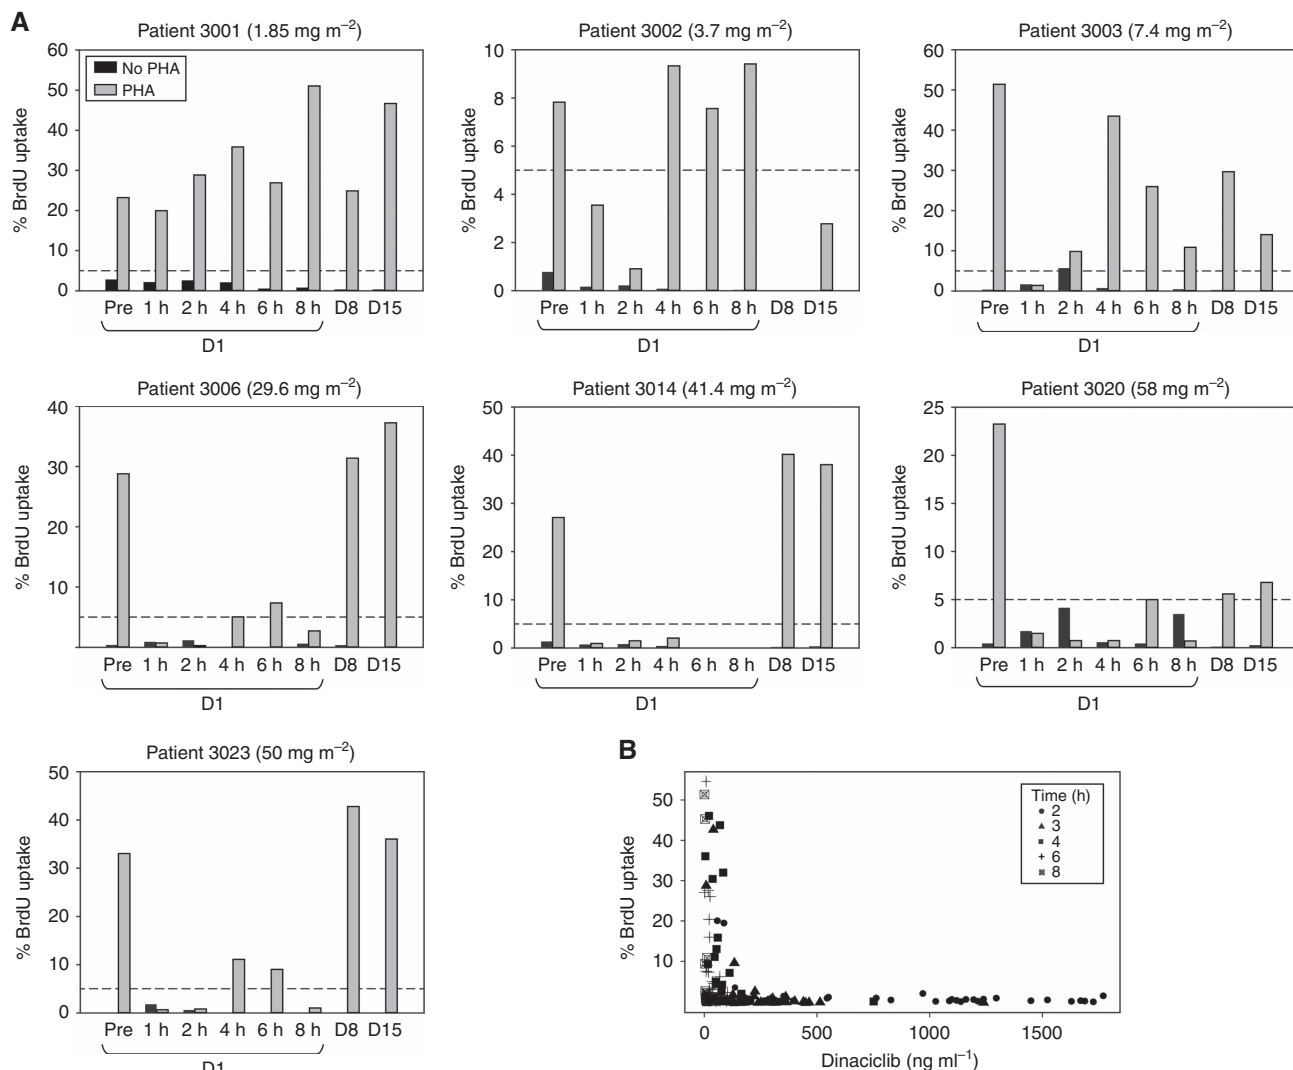 A
Patient 3001 (1.85 mg m−2)
% BrdU uptake
60
50
40
30
20
10
0
No PHA
PHA
Pre 1 h 2 h 4 h 6 h 8 h D8 D15
D1
Patient 3002 (3.7 mg m−2)
% BrdU uptake
10
8
6
4
2
0
Pre 1 h 2 h 4 h 6 h 8 h D8 D15
D1
Patient 3003 (7.4 mg m−2)
% BrdU uptake
60
50
40
30
20
10
0
Pre 1 h 2 h 4 h 6 h 8 h D8 D15
D1
Patient 3006 (29.6 mg m−2)
% BrdU uptake
40
30
20
10
Pre 1 h 2 h 4 h 6 h 8 h D8 D15
D1
Patient 3014 (41.4 mg m−2)
% BrdU uptake
50
40
30
20
10
0
Pre 1 h 2 h 4 h 6 h 8 h D8 D15
D1
Patient 3020 (58 mg m−2)
% BrdU uptake
25
20
15
10
5
0
Pre 1 h 2 h 4 h 6 h 8 h D8 D15
D1
Patient 3023 (50 mg m−2)
% BrdU uptake
50
40
30
20
10
0
Pre 1 h 2 h 4 h 6 h 8 h D8 D15
D1
B
% BrdU uptake
50
40
30
20
10
Time (h)
2
3
4
6
8
0 500 1000 1500
Dinaciclib (ng ml−1)